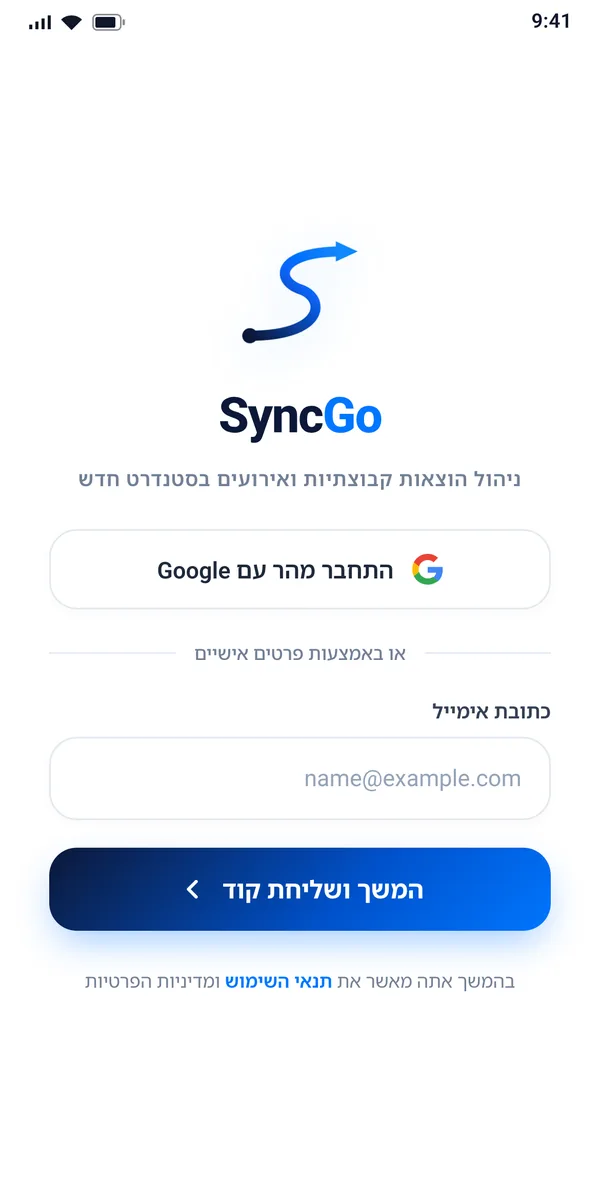 9:41
SyncGo
ניהול הוצאות קבוצתיות ואירועים בסטנדרט חדש
התחבר מהר עם Google
או באמצעות פרטים אישיים
כתובת אימייל
name@example.com
המשך ושליחת קוד
בהמשך אתה מאשר את תנאי השימוש ומדיניות הפרטיות